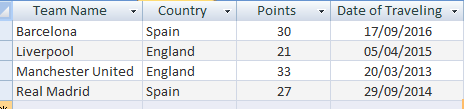 Team Name Country Points Date of Traveling
Barcelona Spain 30 17/09/2016
Liverpool England 21 05/04/2015
Manchester United England 33 20/03/2013
Real Madrid Spain 27 29/09/2014